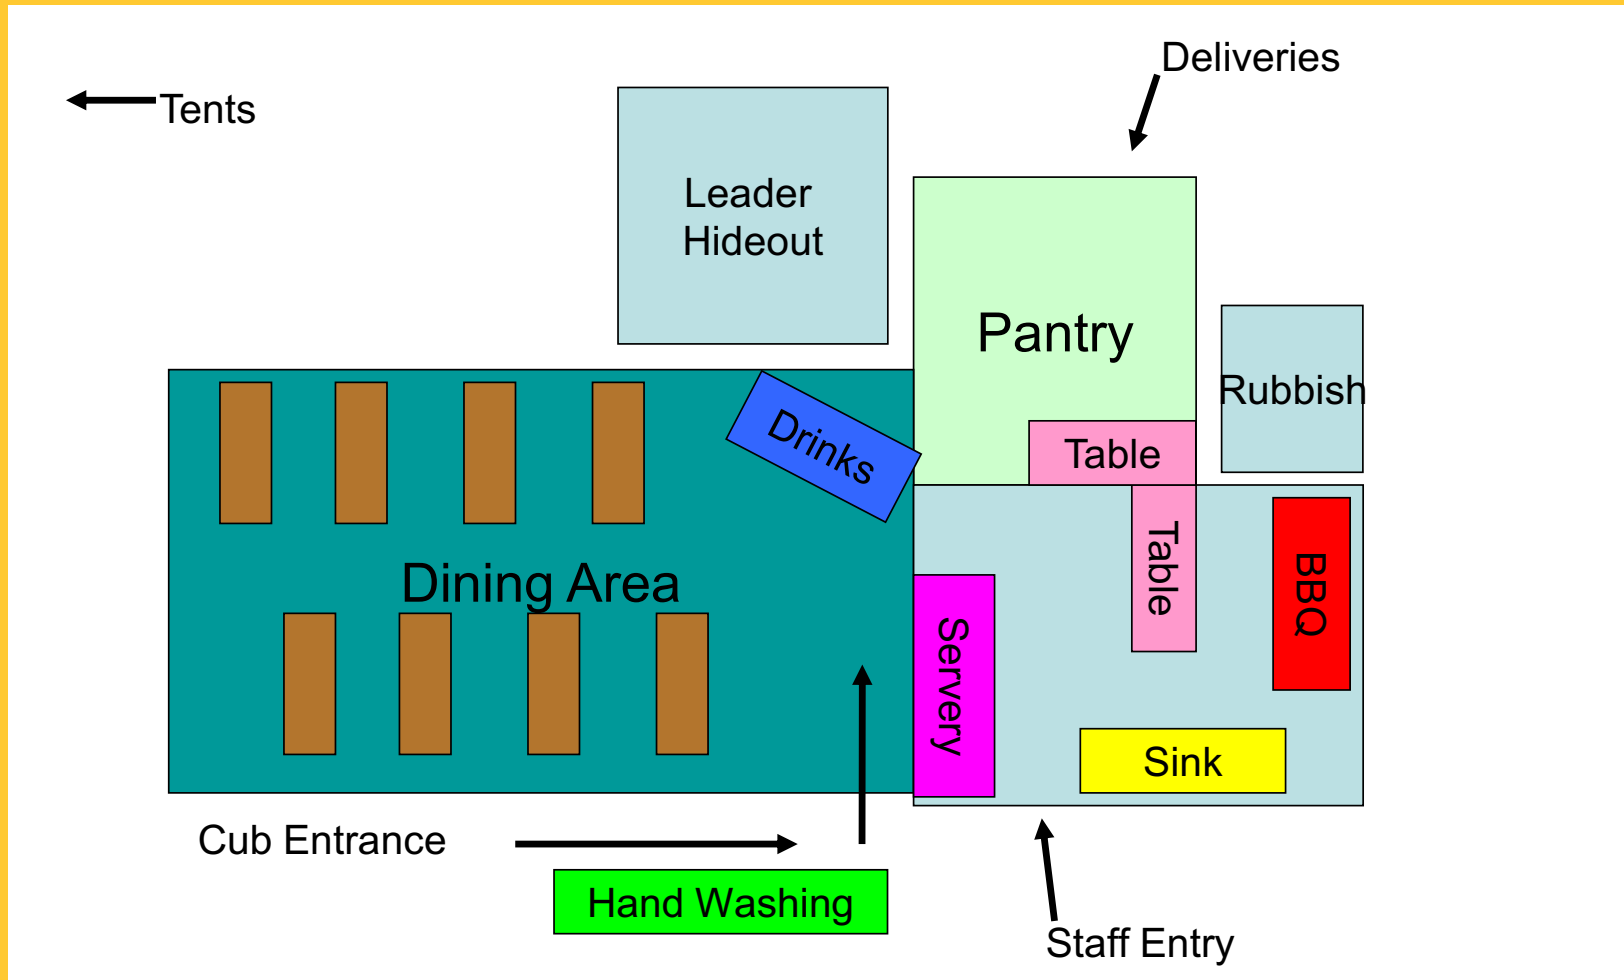 Deliveries
Tents
Leader
Hideout
Pantry
Rubbish
Drinks
Table
Table
BBQ
Dining Area
Servery
Sink
Cub Entrance
Hand Washing
Staff Entry